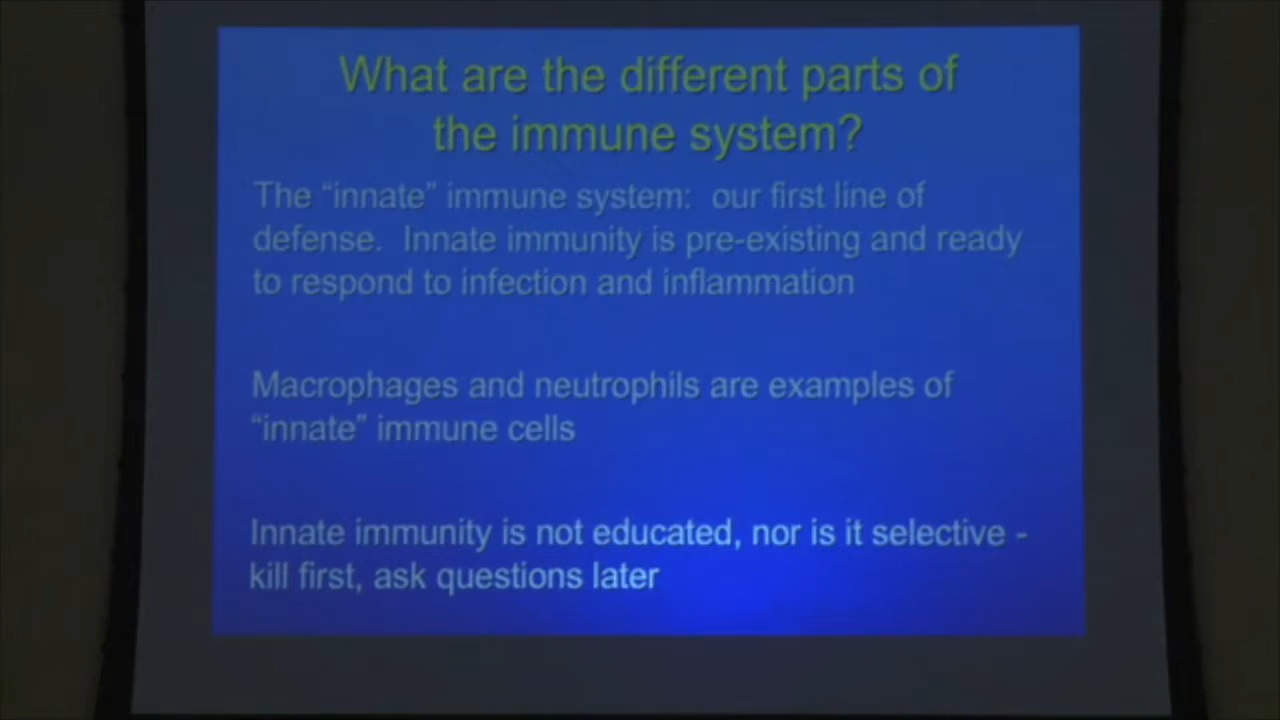 What are the different parts of
the immune system?
The “innate” immune system: our first line of
defense. Innate immunity is pre-existing and ready
to respond to infection and inflammation
Macrophages and neutrophils are examples of
“innate” immune cells
Innate immunity is not educated, nor is it selective -
kill first, ask questions later